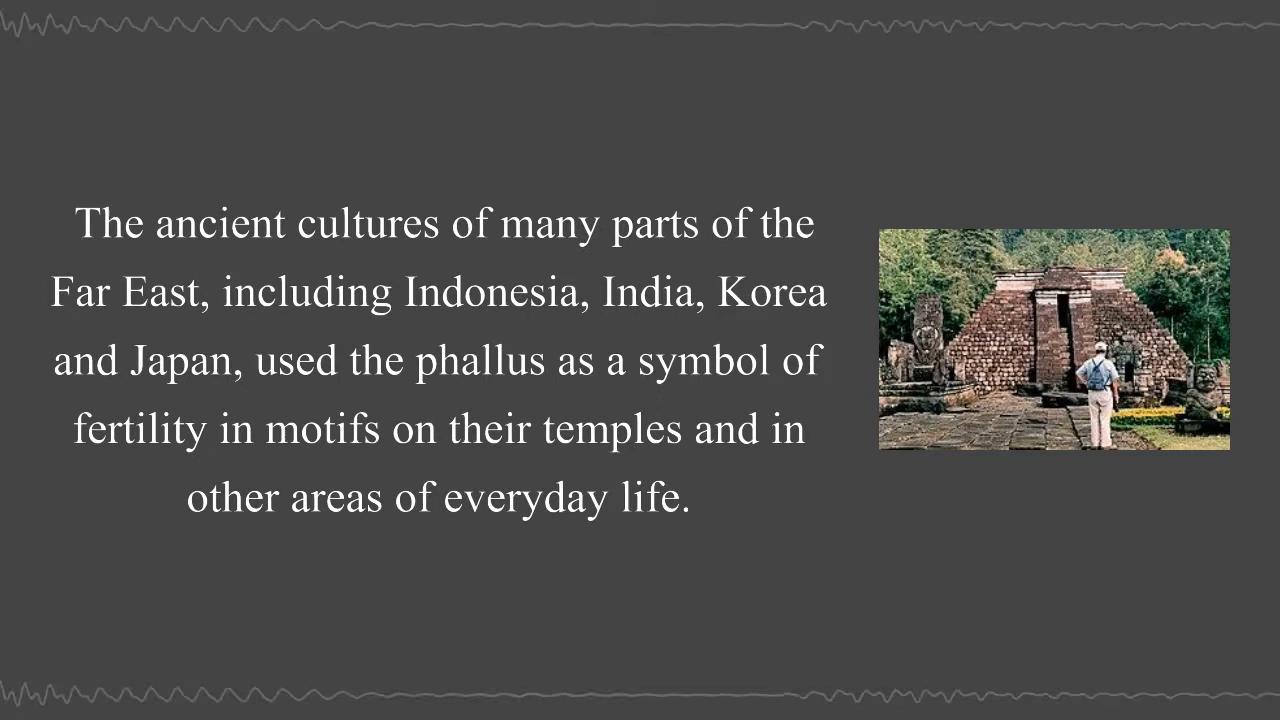 The ancient cultures of many parts of the
Far East, including Indonesia, India, Korea
and Japan, used the phallus as a symbol of
fertility in motifs on their temples and in
other areas of everyday life.